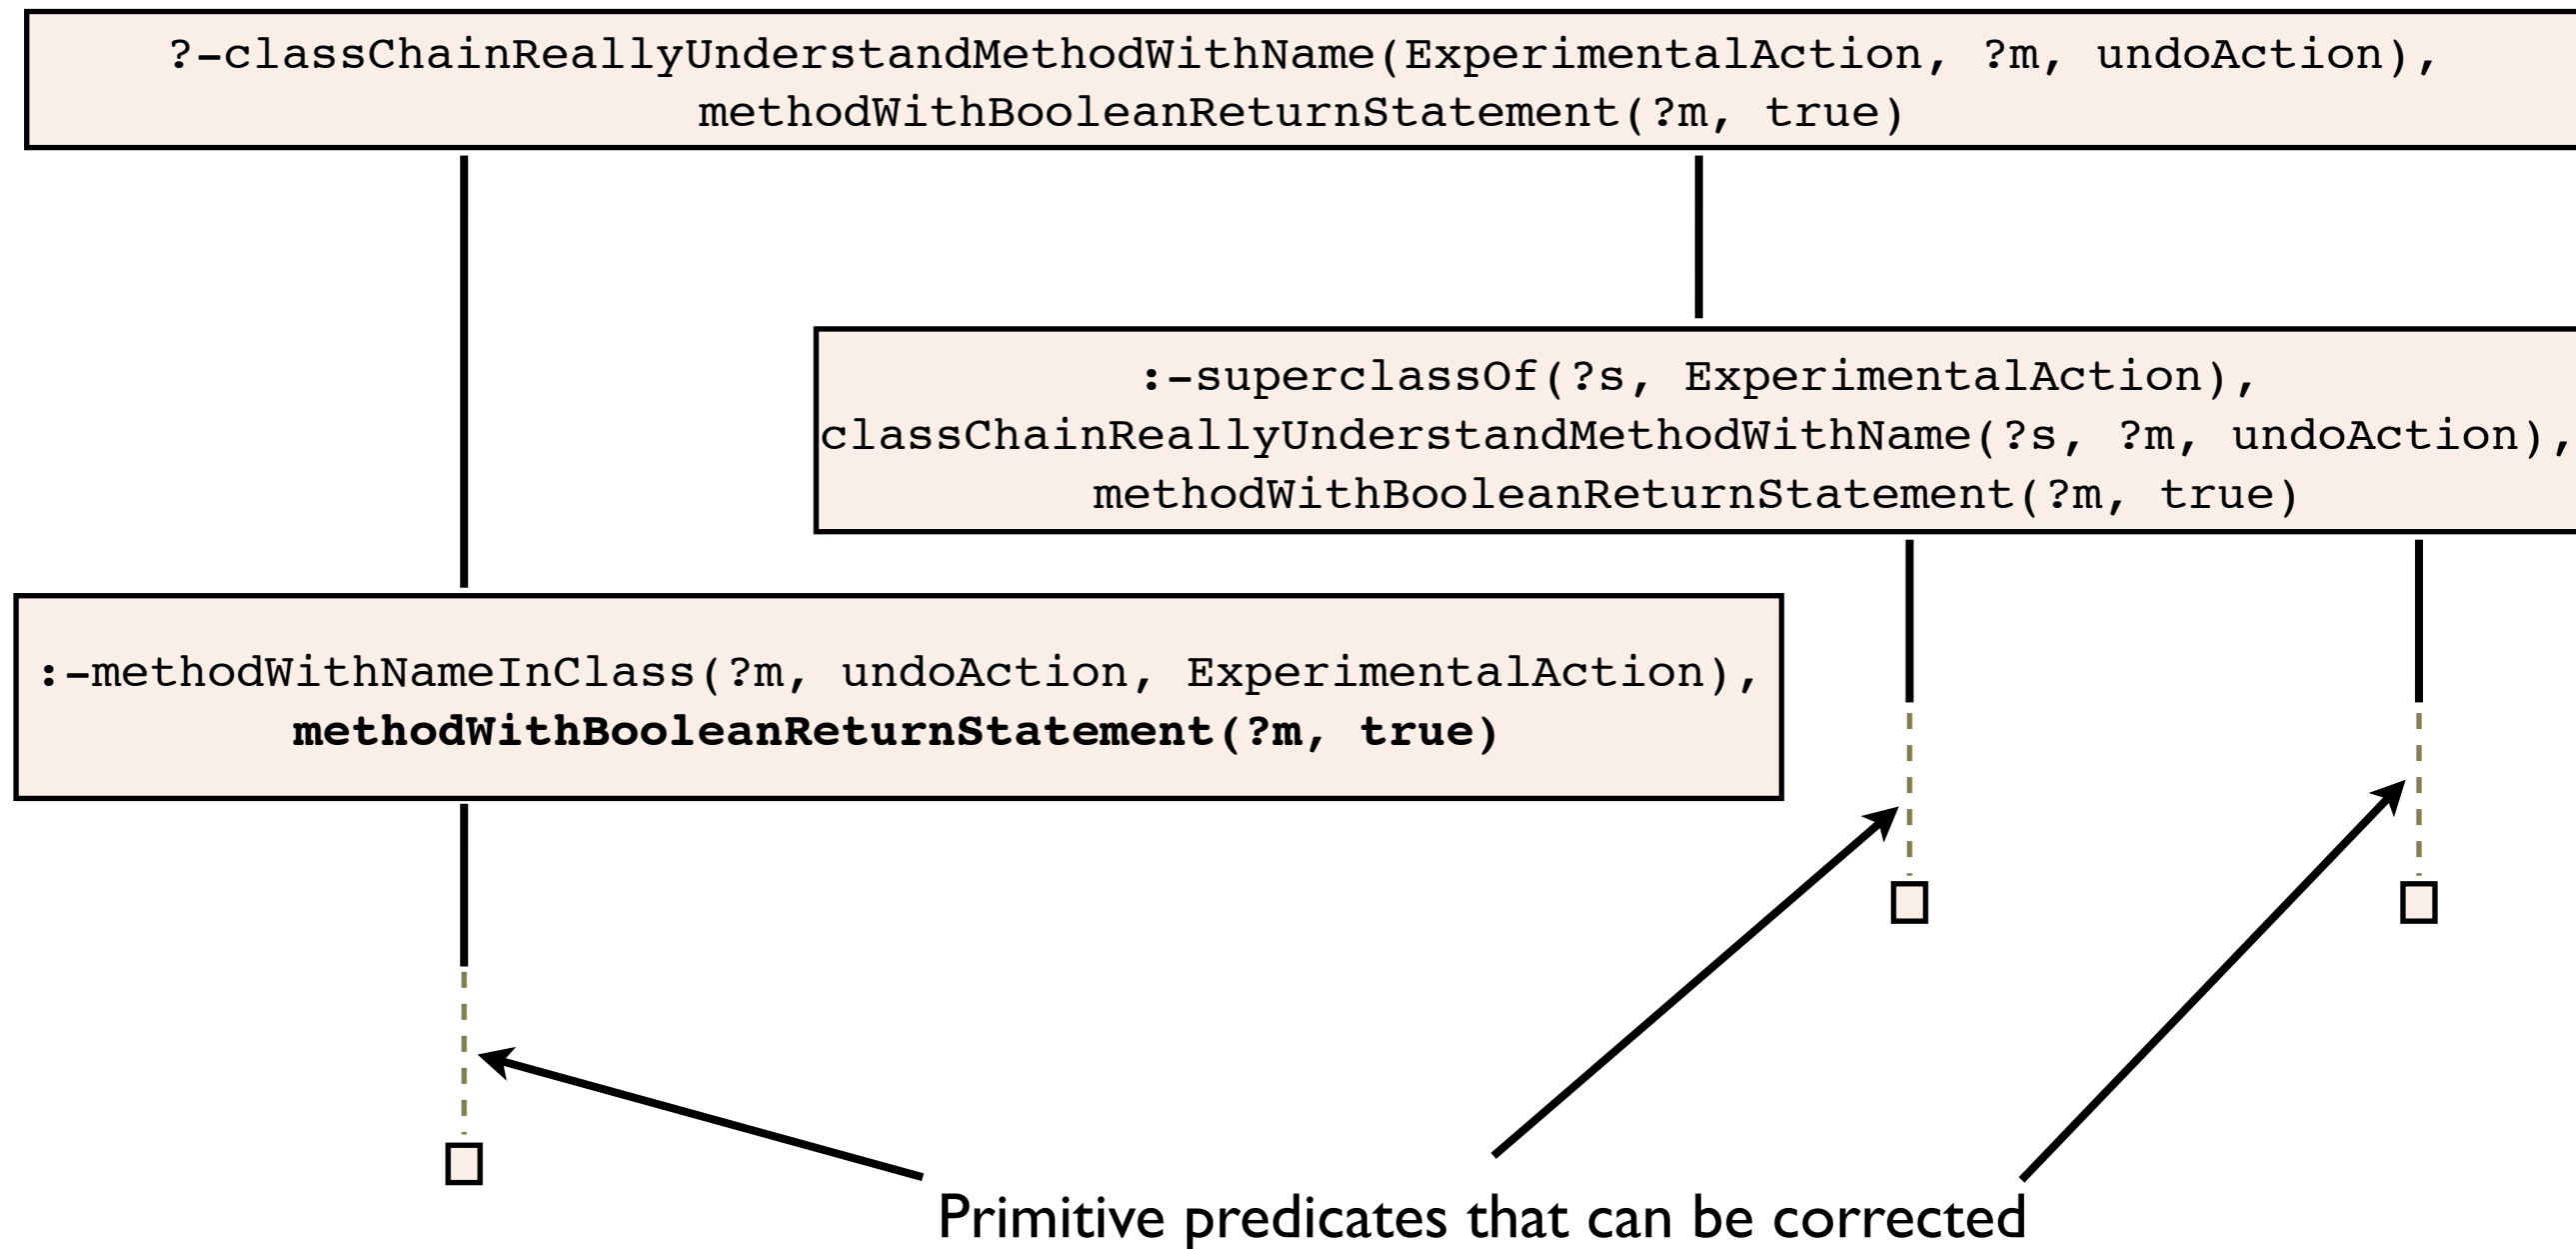 ?-classChainReallyUnderstandMethodWithName(ExperimentalAction, ?m, undoAction),
methodWithBooleanReturnStatement(?m, true)
:-superclassOf(?s, ExperimentalAction),
classChainReallyUnderstandMethodWithName(?s, ?m, undoAction),
methodWithBooleanReturnStatement(?m, true)
:-methodWithNameInClass(?m, undoAction, ExperimentalAction),
methodWithBooleanReturnStatement(?m, true)
Primitive predicates that can be corrected